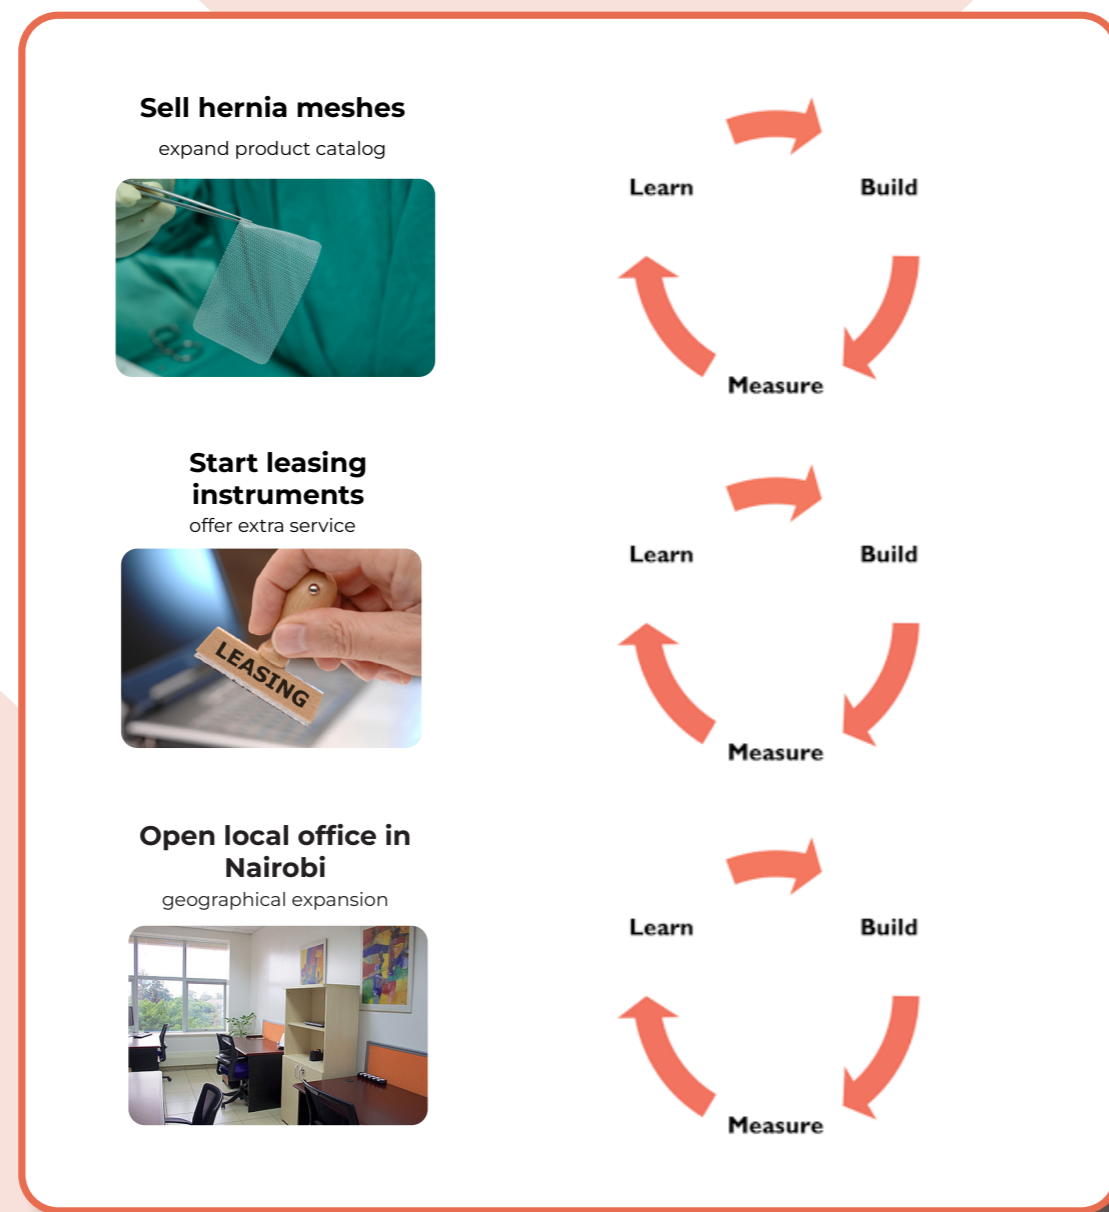 Sell hernia meshes
expand product catalog
Learn
Build
Measure
Start leasing
instruments
offer extra service
LEASING
Learn
Build
Measure
Open local office in
Nairobi
geographical expansion
Learn
Build
Measure